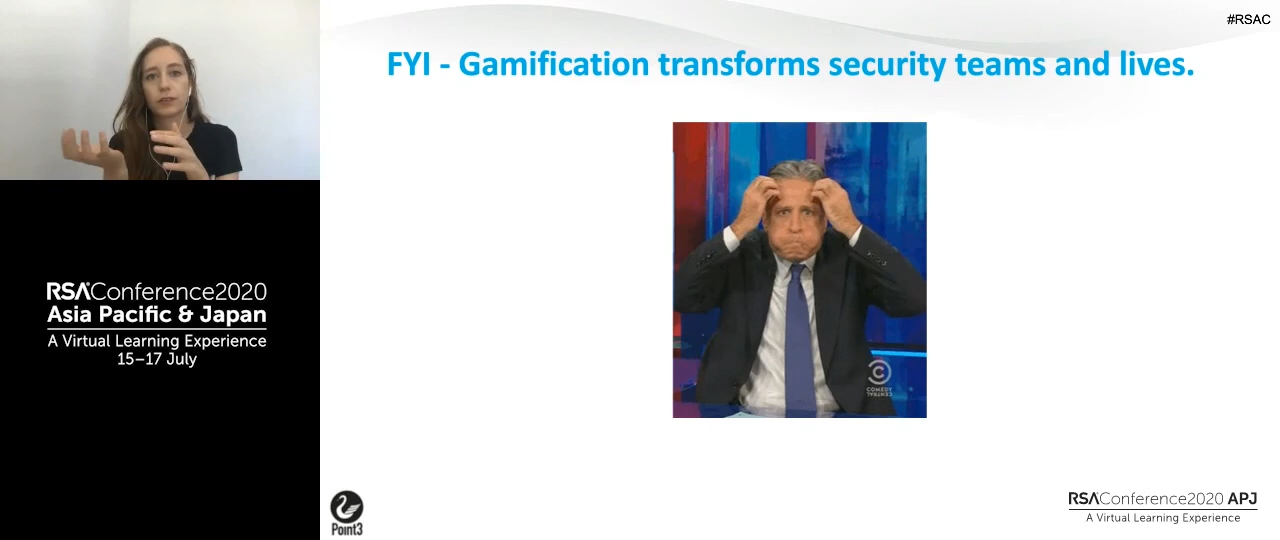 #RSAC
FYI - Gamification transforms security teams and lives.
RSAConference2020
Asia Pacific & Japan
A Virtual Learning Experience
15–17 July
COMEDY
CENTRAL
Point3
RSAConference2020 APJ
A Virtual Learning Experience